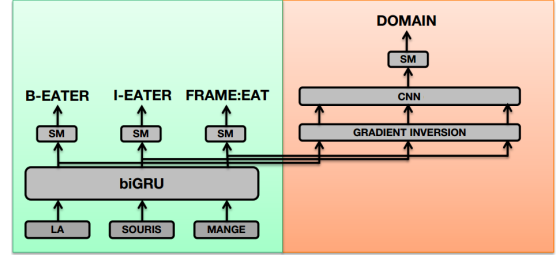 DOMAIN
SM
B-EATER I-EATER FRAME:EAT
CNN
SM SM SM
GRADIENT INVERSION
biGRU
LA SOURIS MANGE